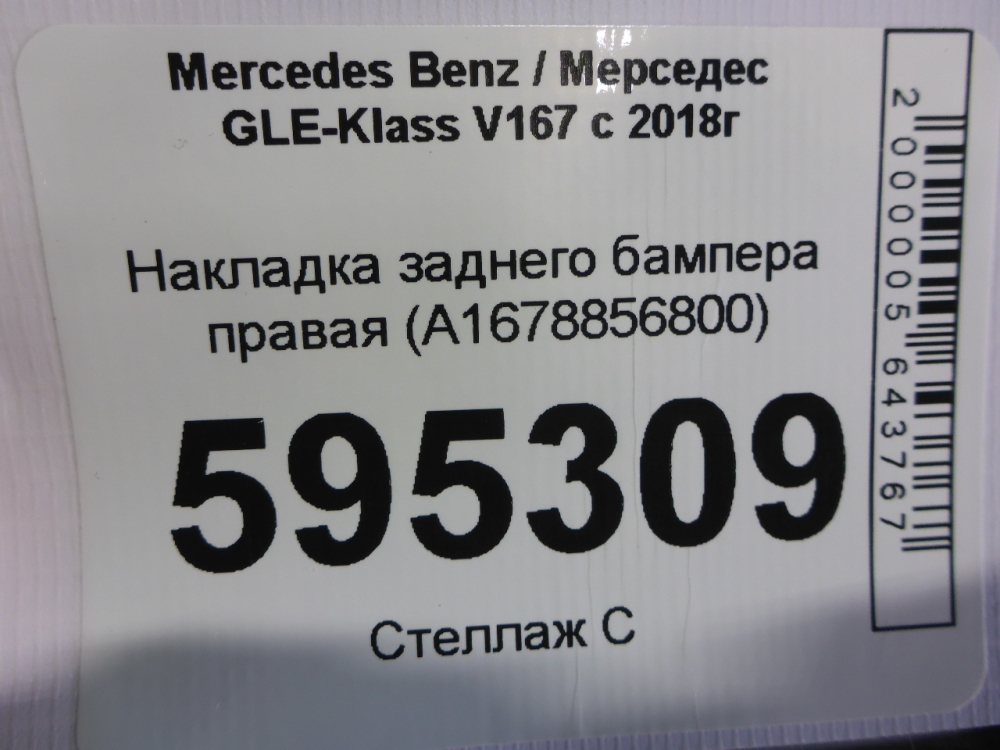 Mercedes Benz / Мерседес
GLE-Klass V167 с 2018г
Накладка заднего бампера
правая (A1678856800)
595309
Стеллаж С
2000005643767